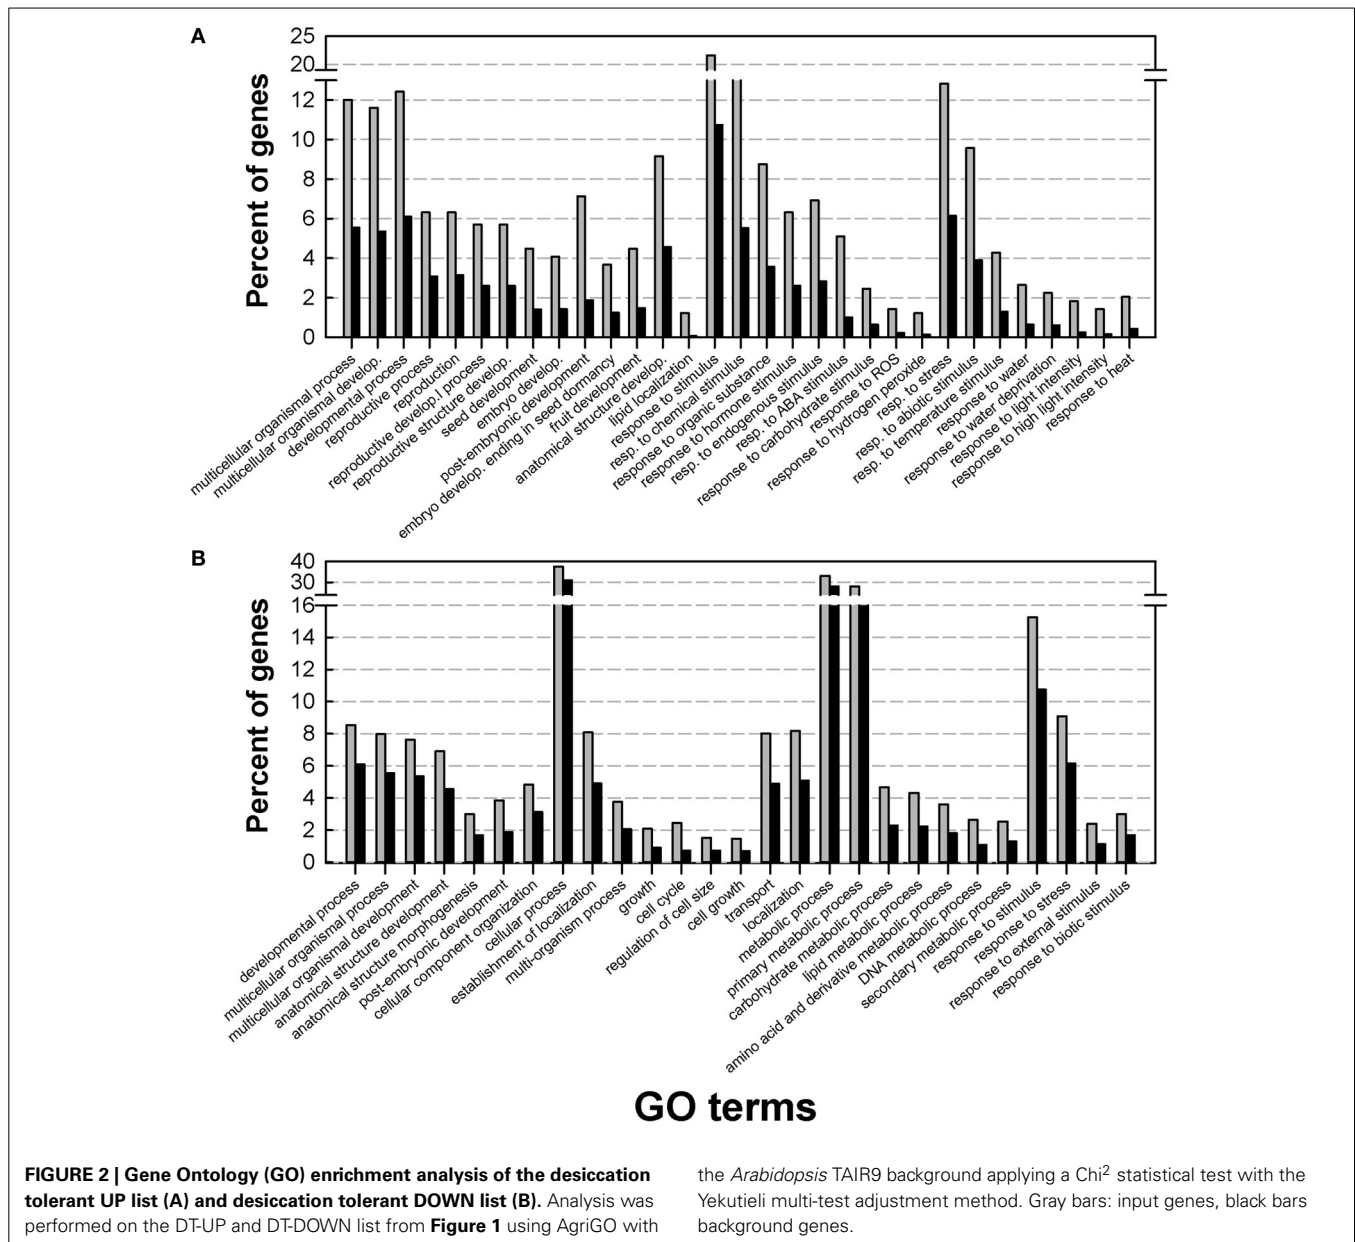 A
Percent of genes
25
20
12
10
8
6
4
2
0
multicellular organismal process
multicellular organismal develop.
developmental process
reproductive process
reproduction
reproductive develop.l process
reproductive structure develop.
seed development
embryo develop.
post-embryonic development
embryo develop. ending in seed dormancy
fruit development
anatomical structure develop.
lipid localization
response to stimulus
resp. to chemical stimulus
response to organic substance
response to hormone stimulus
resp. to endogenous stimulus
resp. to ABA stimulus
response to carbohydrate stimulus
response to ROS
response to hydrogen peroxide
resp. to stress
resp. to abiotic stimulus
resp. to temperature stimulus
response to water
response to water deprivation
response to light intensity
response to high light intensity
response to heat
B
Percent of genes
40
30
16
14
12
10
8
6
4
2
0
developmental process
multicellular organismal process
multicellular organismal development
anatomical structure development
anatomical structure morphogenesis
post-embryonic development
cellular component organization
cellular process
establishment of localization
multi-organism process
growth
cell cycle
regulation of cell size
cell growth
transport
localization
metabolic process
primary metabolic process
carbohydrate metabolic process
lipid metabolic process
amino acid and derivative metabolic process
DNA metabolic process
secondary metabolic process
response to stimulus
response to stress
response to external stimulus
response to biotic stimulus
GO terms
FIGURE 2 | Gene Ontology (GO) enrichment analysis of the desiccation
tolerant UP list (A) and desiccation tolerant DOWN list (B). Analysis was
performed on the DT-UP and DT-DOWN list from Figure 1 using AgriGO with
the Arabidopsis TAIR9 background applying a Chi² statistical test with the
Yekutieli multi-test adjustment method. Gray bars: input genes, black bars
background genes.